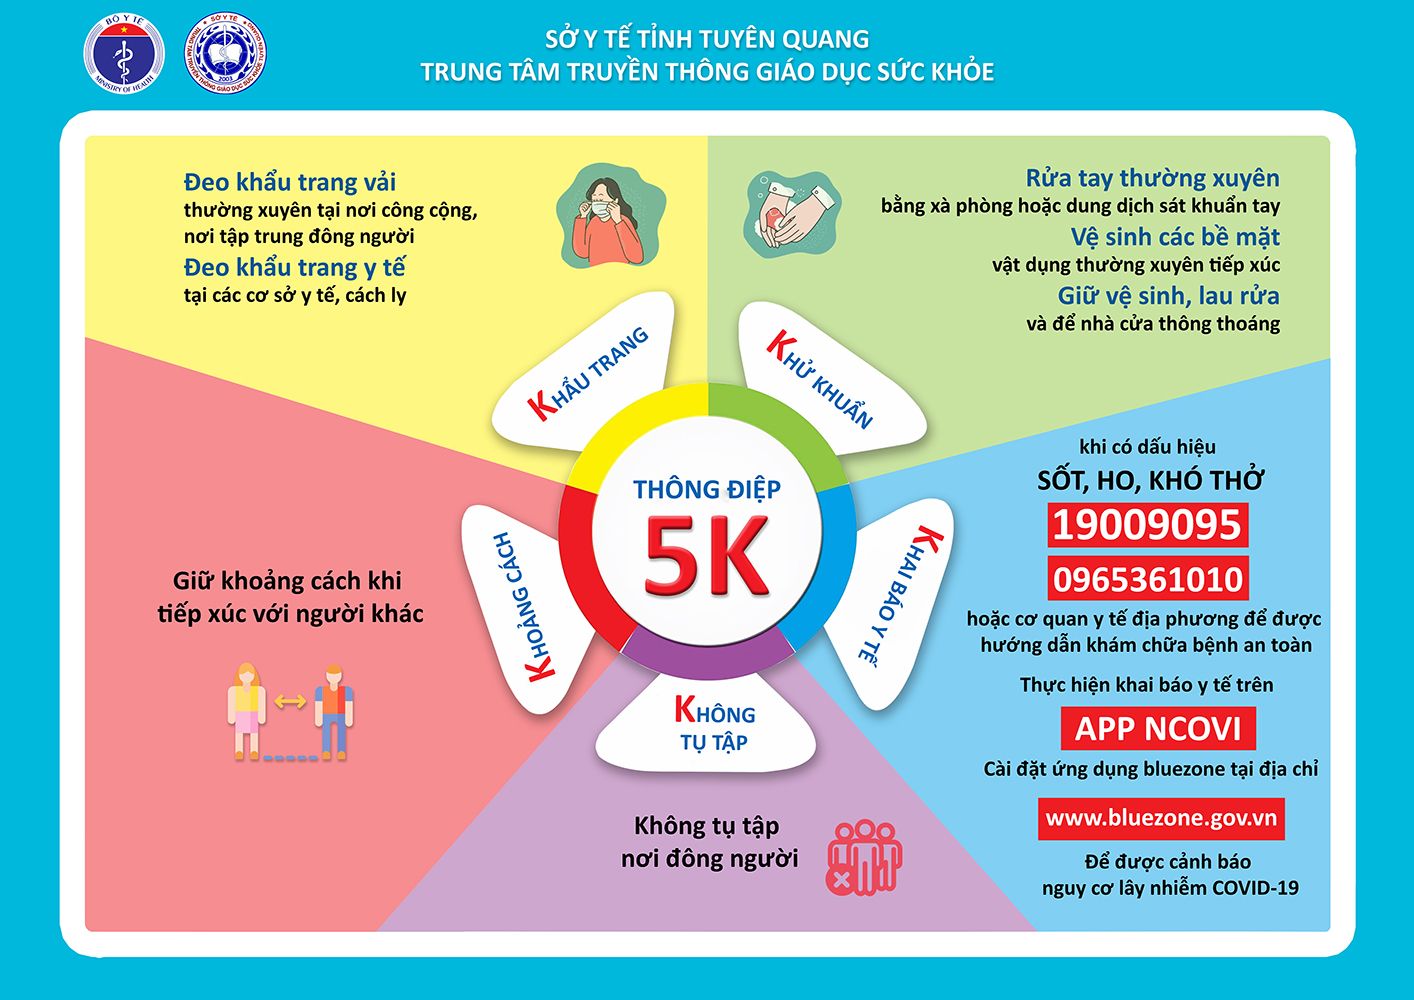 BỘ Y TẾ
MINISTRY OF HEALTH
SỞ Y TẾ
TRUNG TÂM TRUYỀN THÔNG GIÁO DỤC SỨC KHỎE TUYÊN QUANG
2003
SỞ Y TẾ TỈNH TUYÊN QUANG
TRUNG TÂM TRUYỀN THÔNG GIÁO DỤC SỨC KHỎE
Đeo khẩu trang vải
thường xuyên tại nơi công cộng,
nơi tập trung đông người
Đeo khẩu trang y tế
tại các cơ sở y tế, cách ly
Rửa tay thường xuyên
bằng xà phòng hoặc dung dịch sát khuẩn tay
Vệ sinh các bề mặt
vật dụng thường xuyên tiếp xúc
Giữ vệ sinh, lau rửa
và để nhà cửa thông thoáng
KHẨU TRANG
KHỬ KHUẨN
THÔNG ĐIỆP
5K
KHOẢNG CÁCH
KHAI BÁO Y TẾ
KHÔNG
TỤ TẬP
Giữ khoảng cách khi
tiếp xúc với người khác
Không tụ tập
nơi đông người
khi có dấu hiệu
SỐT, HO, KHÓ THỞ
19009095
0965361010
hoặc cơ quan y tế địa phương để được
hướng dẫn khám chữa bệnh an toàn
Thực hiện khai báo y tế trên
APP NCOVI
Cài đặt ứng dụng bluezone tại địa chỉ
www.bluezone.gov.vn
Để được cảnh báo
nguy cơ lây nhiễm COVID-19